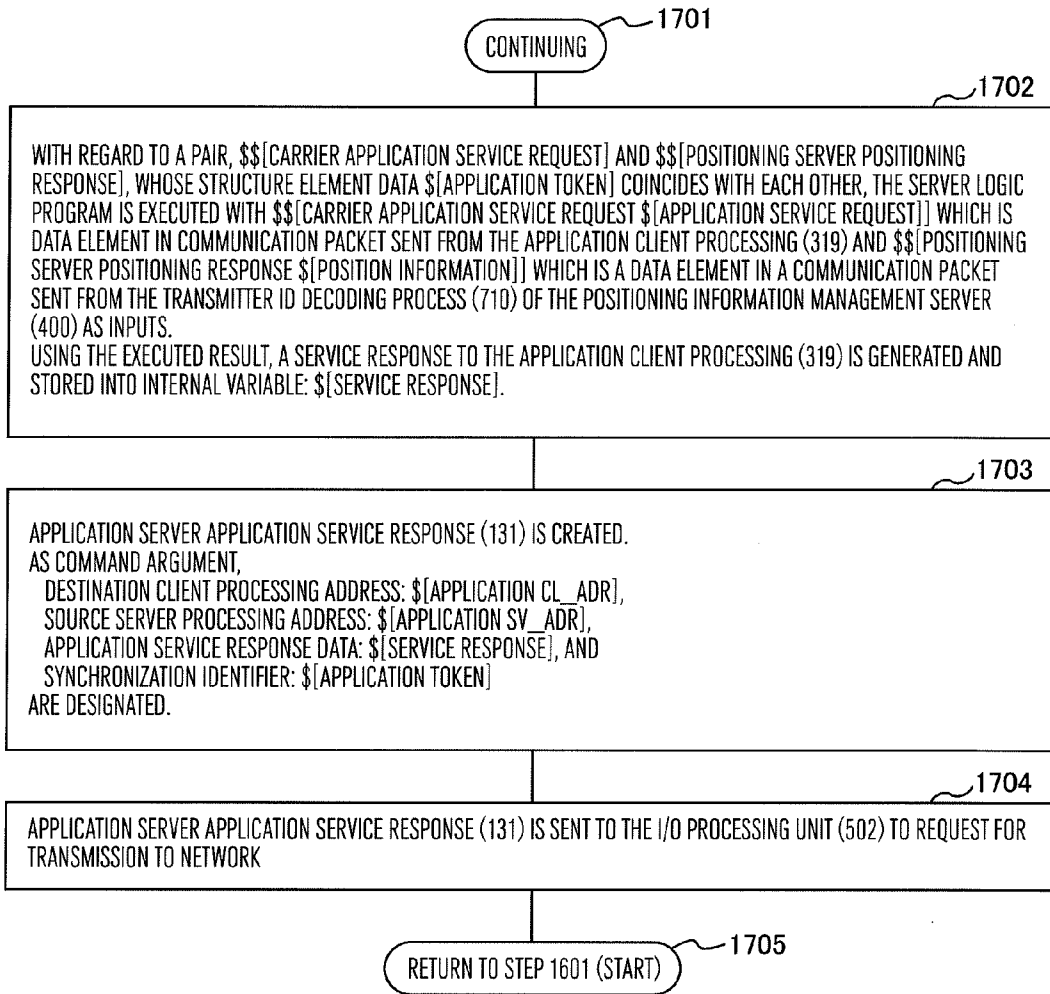 1701
CONTINUING
1702
WITH REGARD TO A PAIR, $$[CARRIER APPLICATION SERVICE REQUEST] AND $$[POSITIONING SERVER POSITIONING
RESPONSE], WHOSE STRUCTURE ELEMENT DATA $[APPLICATION TOKEN] COINCIDES WITH EACH OTHER, THE SERVER LOGIC
PROGRAM IS EXECUTED WITH $$[CARRIER APPLICATION SERVICE REQUEST $[APPLICATION SERVICE REQUEST]] WHICH IS
DATA ELEMENT IN COMMUNICATION PACKET SENT FROM THE APPLICATION CLIENT PROCESSING (319) AND $$[POSITIONING
SERVER POSITIONING RESPONSE $[POSITION INFORMATION]] WHICH IS A DATA ELEMENT IN A COMMUNICATION PACKET
SENT FROM THE TRANSMITTER ID DECODING PROCESS (710) OF THE POSITIONING INFORMATION MANAGEMENT SERVER
(400) AS INPUTS.
USING THE EXECUTED RESULT, A SERVICE RESPONSE TO THE APPLICATION CLIENT PROCESSING (319) IS GENERATED AND
STORED INTO INTERNAL VARIABLE: $[SERVICE RESPONSE].
1703
APPLICATION SERVER APPLICATION SERVICE RESPONSE (131) IS CREATED.
AS COMMAND ARGUMENT,
DESTINATION CLIENT PROCESSING ADDRESS: $[APPLICATION CL_ADR],
SOURCE SERVER PROCESSING ADDRESS: $[APPLICATION SV_ADR],
APPLICATION SERVICE RESPONSE DATA: $[SERVICE RESPONSE], AND
SYNCHRONIZATION IDENTIFIER: $[APPLICATION TOKEN]
ARE DESIGNATED.
1704
APPLICATION SERVER APPLICATION SERVICE RESPONSE (131) IS SENT TO THE I/O PROCESSING UNIT (502) TO REQUEST FOR
TRANSMISSION TO NETWORK
1705
RETURN TO STEP 1601 (START)